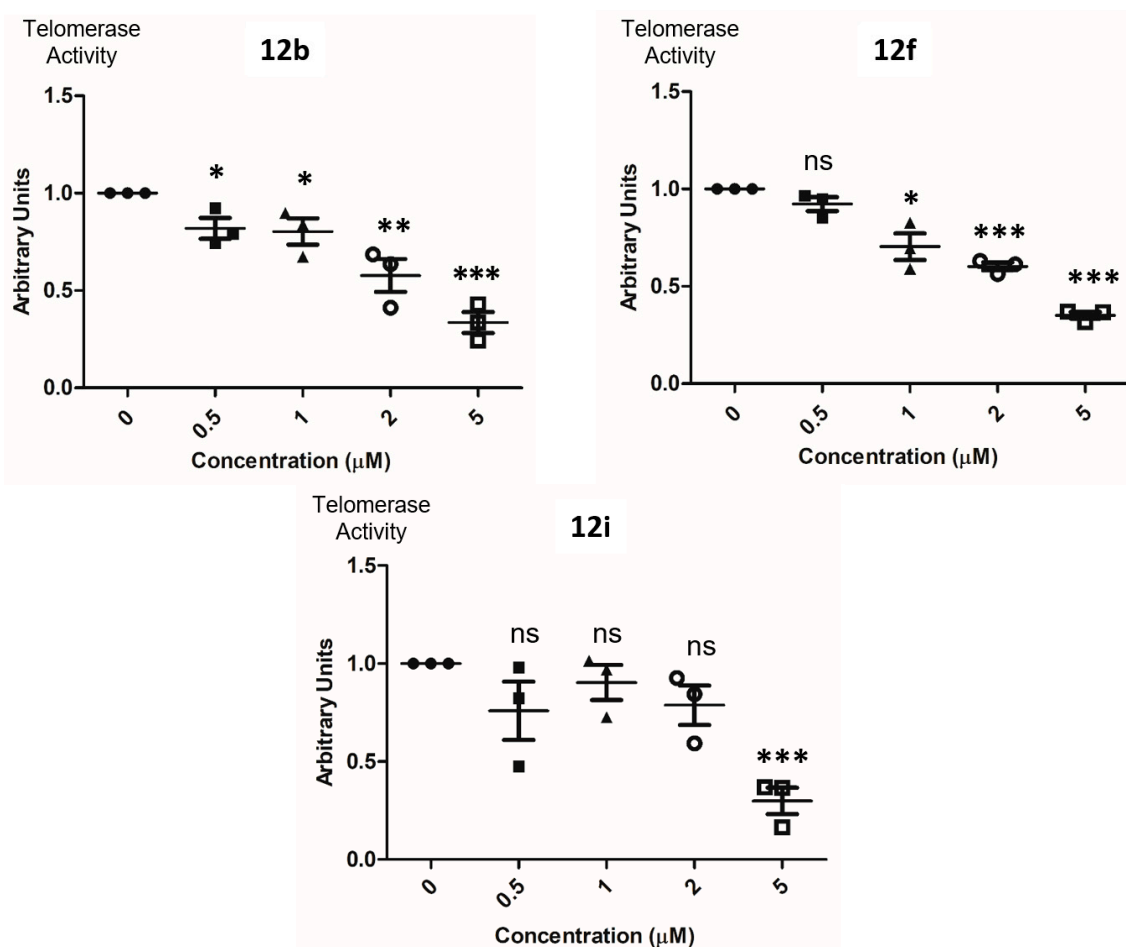 Telomerase
Activity
12b
1.5
1.0
0.5
0.0
Arbitrary Units
*
*
**
***
0
0.5
1
2
5
Concentration (μM)
Telomerase
Activity
12f
1.5
1.0
0.5
0.0
Arbitrary Units
ns
*
***
***
0
0.5
1
2
5
Concentration (μM)
Telomerase
Activity
12i
1.5
1.0
0.5
0.0
Arbitrary Units
ns
ns
ns
***
0
0.5
1
2
5
Concentration (μM)